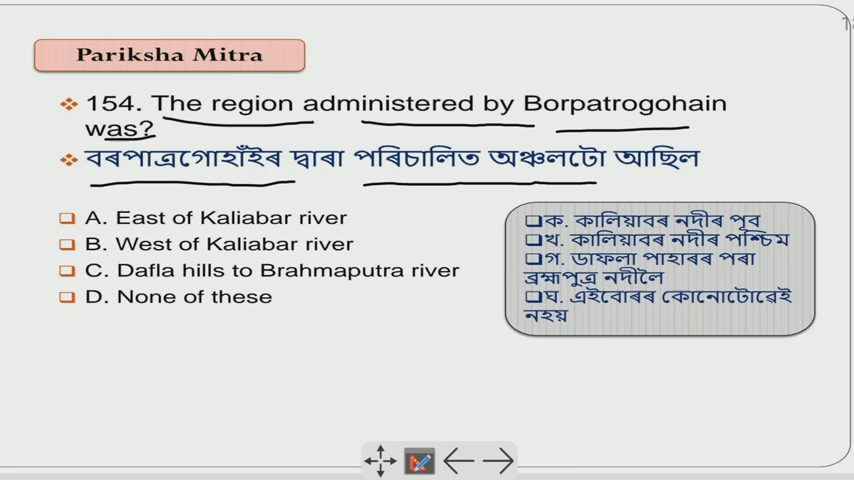 Pariksha Mitra
❖ 154. The region administered by Borpatrogohain
was?
❖ বৰপাত্ৰগোহাঁইৰ দ্বাৰা পৰিচালিত অঞ্চলটো আছিল
❑ A. East of Kaliabar river
❑ B. West of Kaliabar river
❑ C. Dafla hills to Brahmaputra river
❑ D. None of these
❑ক. কালিয়াবৰ নদীৰ পূব
❑খ. কালিয়াবৰ নদীৰ পশ্চিম
❑গ. ডাফলা পাহাৰৰ পৰা
ব্ৰহ্মপুত্ৰ নদীলৈ
❑ঘ. এইবোৰৰ কোনোটোৱেই
নহয়